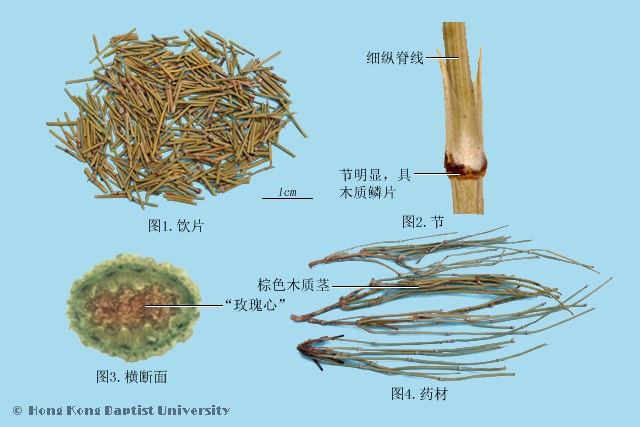 细纵脊线
节明显，具
木质鳞片
1cm
图1.饮片
图2.节
棕色木质茎
“玫瑰心”
图3.横断面
图4.药材
© Hong Kong Baptist University